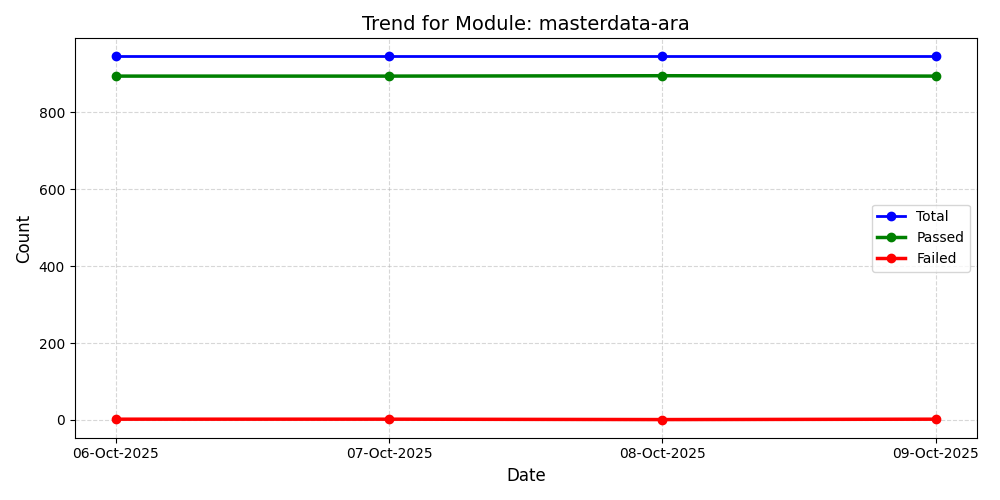 Trend for Module: masterdata-ara
Count
800
600
400
200
0
Total
Passed
Failed
06-Oct-2025 07-Oct-2025 08-Oct-2025 09-Oct-2025
Date